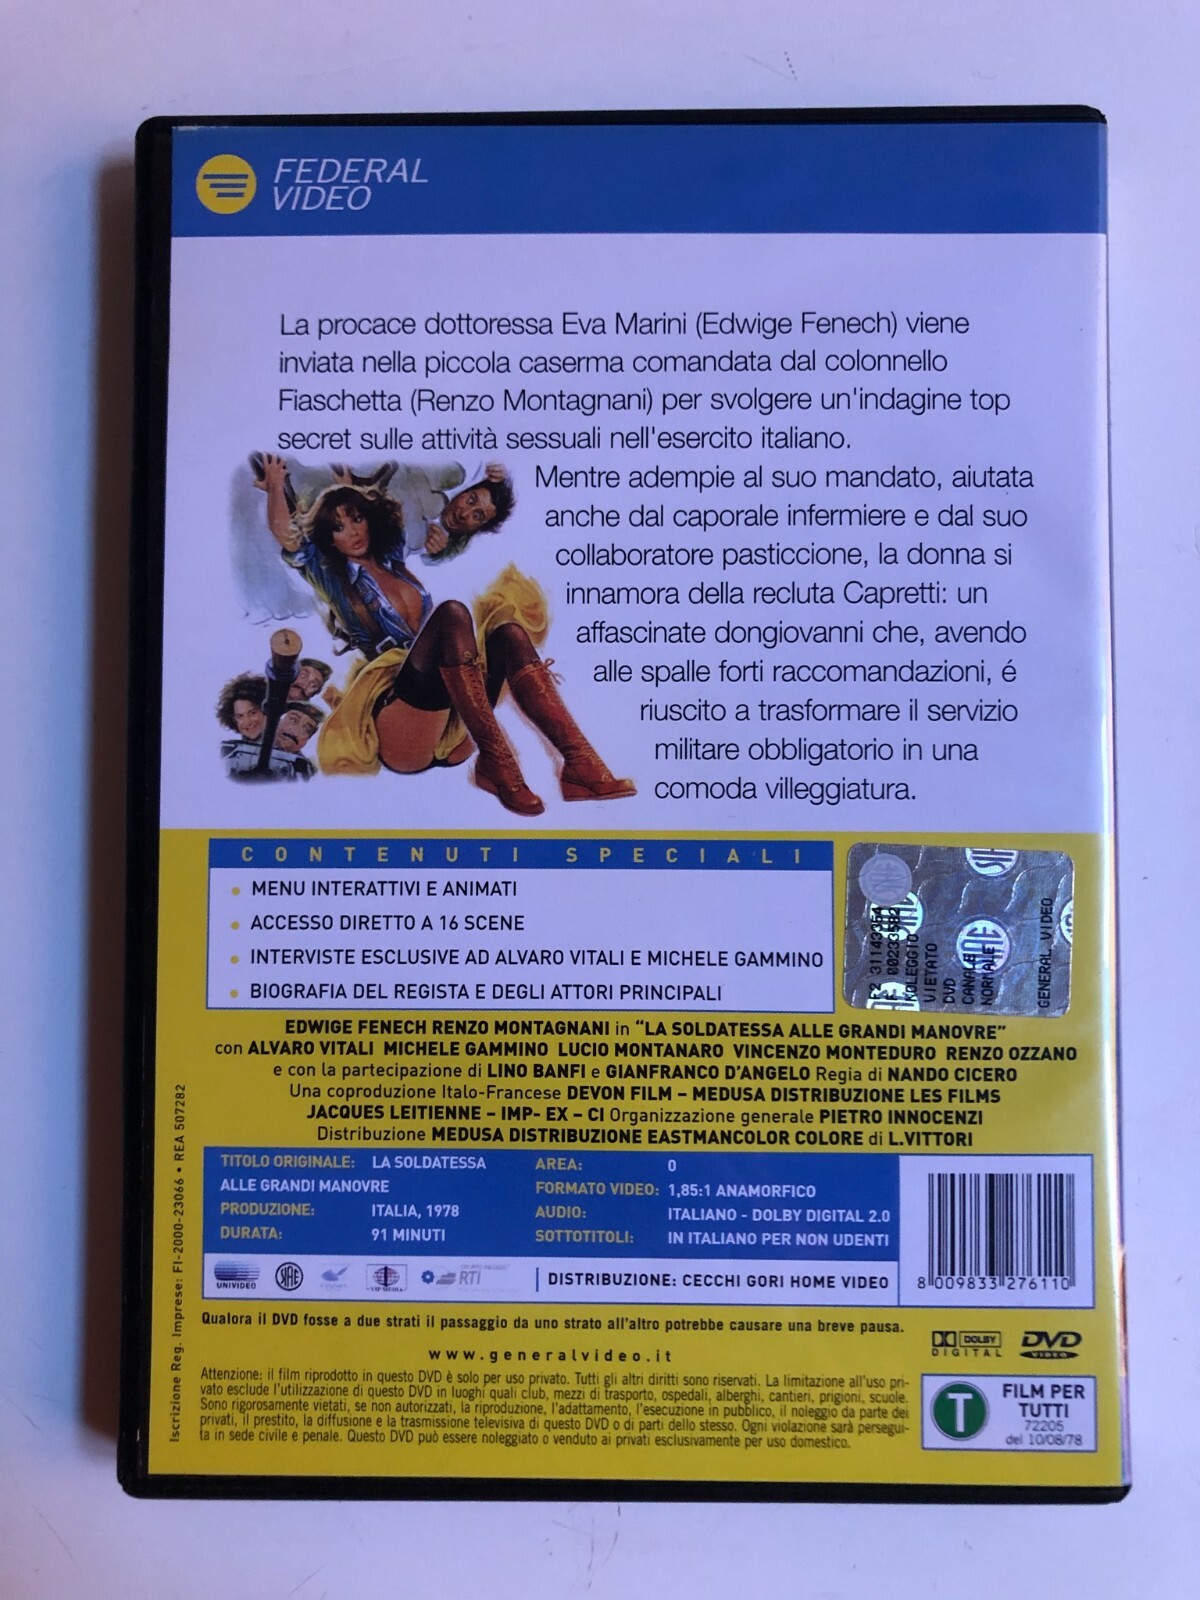 FEDERAL
VIDEO
La procace dottoressa Eva Marini (Edwige Fenech) viene
inviata nella piccola caserma comandata dal colonnello
Fiaschetta (Renzo Montagnani) per svolgere un'indagine top
secret sulle attività sessuali nell'esercito italiano.
Mentre adempie al suo mandato, aiutata
anche dal caporale infermiere e dal suo
collaboratore pasticcione, la donna si
innamora della recluta Capretti: un
affascinate dongiovanni che, avendo
alle spalle forti raccomandazioni, é
riuscito a trasformare il servizio
militare obbligatorio in una
comoda villeggiatura.
CONTENUTI SPECIALI
• MENU INTERATTIVI E ANIMATI
• ACCESSO DIRETTO A 16 SCENE
• INTERVISTE ESCLUSIVE AD ALVARO VITALI E MICHELE GAMMINO
• BIOGRAFIA DEL REGISTA E DEGLI ATTORI PRINCIPALI
F2 31143354
F. 00233582
NOLEGGIO
VIETATO
DVD
CANALE
NORMALE
GENERAL VIDEO
EDWIGE FENECH RENZO MONTAGNANI in “LA SOLDATESSA ALLE GRANDI MANOVRE”
con ALVARO VITALI MICHELE GAMMINO LUCIO MONTANARO VINCENZO MONTEDURO RENZO OZZANO
e con la partecipazione di LINO BANFI e GIANFRANCO D'ANGELO Regia di NANDO CICERO
Una coproduzione Italo-Francese DEVON FILM – MEDUSA DISTRIBUZIONE LES FILMS
JACQUES LEITIENNE – IMP- EX – CI Organizzazione generale PIETRO INNOCENZI
Distribuzione MEDUSA DISTRIBUZIONE EASTMANCOLOR COLORE di L.VITTORI
TITOLO ORIGINALE: LA SOLDATESSA
ALLE GRANDI MANOVRE
PRODUZIONE: ITALIA, 1978
DURATA: 91 MINUTI
AREA: 0
FORMATO VIDEO: 1,85:1 ANAMORFICO
AUDIO: ITALIANO - DOLBY DIGITAL 2.0
SOTTOTITOLI: IN ITALIANO PER NON UDENTI
UNIVIDEO
SIAE
RTI
DISTRIBUZIONE: CECCHI GORI HOME VIDEO
8 009833 276110
Iscrizione Reg. Imprese: FI-2000-23066 • REA 507282
Qualora il DVD fosse a due strati il passaggio da uno strato all'altro potrebbe causare una breve pausa.
www.generalvideo.it
Attenzione: il film riprodotto in questo DVD è solo per uso privato. Tutti gli altri diritti sono riservati. La limitazione all'uso pri-
vato esclude l'utilizzazione di questo DVD in luoghi quali club, mezzi di trasporto, ospedali, alberghi, cantieri, prigioni, scuole.
Sono rigorosamente vietati, se non autorizzati, la riproduzione, l'adattamento, l'esecuzione in pubblico, il noleggio da parte dei
privati, il prestito, la diffusione e la trasmissione televisiva di questo DVD o di parti dello stesso. Ogni violazione sarà persegui-
ta in sede civile e penale. Questo DVD può essere noleggiato o venduto ai privati esclusivamente per uso domestico.
DOLBY
DIGITAL
DVD
VIDEO
T
FILM PER
TUTTI
72205
del 10/08/78